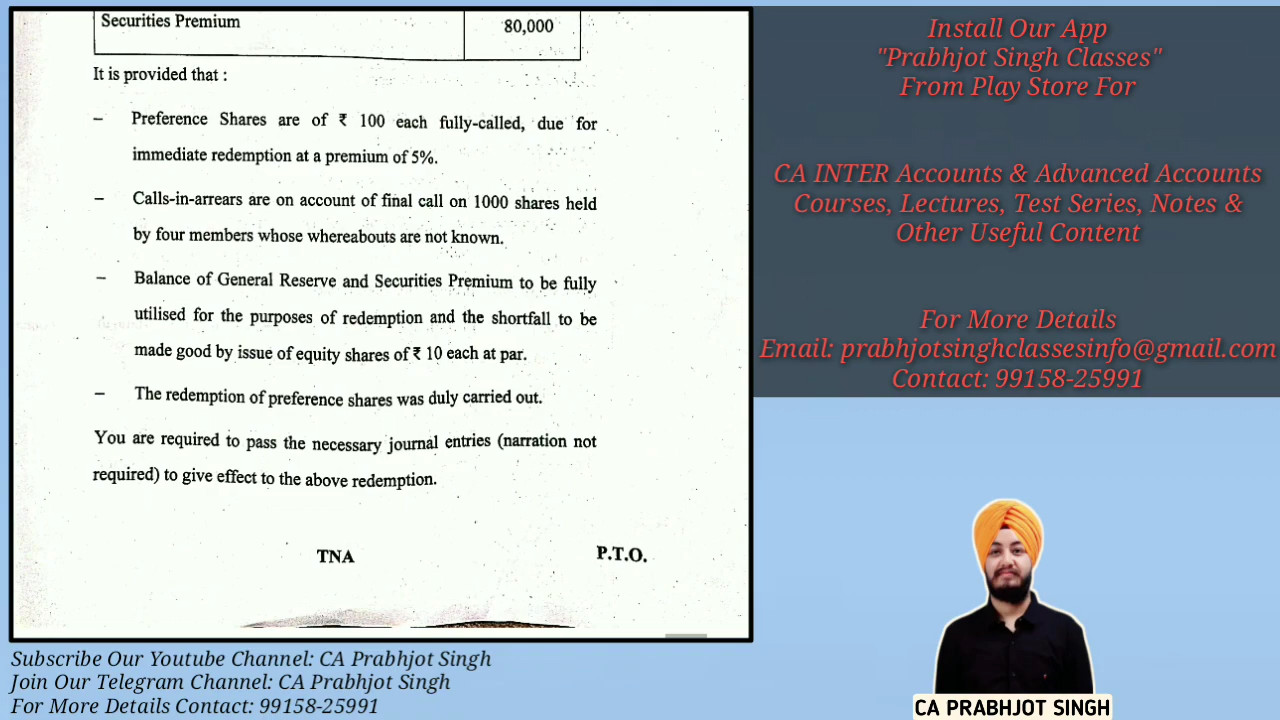 Securities Premium 80,000
It is provided that :
– Preference Shares are of ₹ 100 each fully-called, due for
immediate redemption at a premium of 5%.
– Calls-in-arrears are on account of final call on 1000 shares held
by four members whose whereabouts are not known.
– Balance of General Reserve and Securities Premium to be fully
utilised for the purposes of redemption and the shortfall to be
made good by issue of equity shares of ₹ 10 each at par.
– The redemption of preference shares was duly carried out.
You are required to pass the necessary journal entries (narration not
required) to give effect to the above redemption.
TNA P.T.O.
Install Our App
"Prabhjot Singh Classes"
From Play Store For
CA INTER Accounts & Advanced Accounts
Courses, Lectures, Test Series, Notes &
Other Useful Content
For More Details
Email: prabhjotsinghclassesinfo@gmail.com
Contact: 99158-25991
Subscribe Our Youtube Channel: CA Prabhjot Singh
Join Our Telegram Channel: CA Prabhjot Singh
For More Details Contact: 99158-25991
CA PRABHJOT SINGH